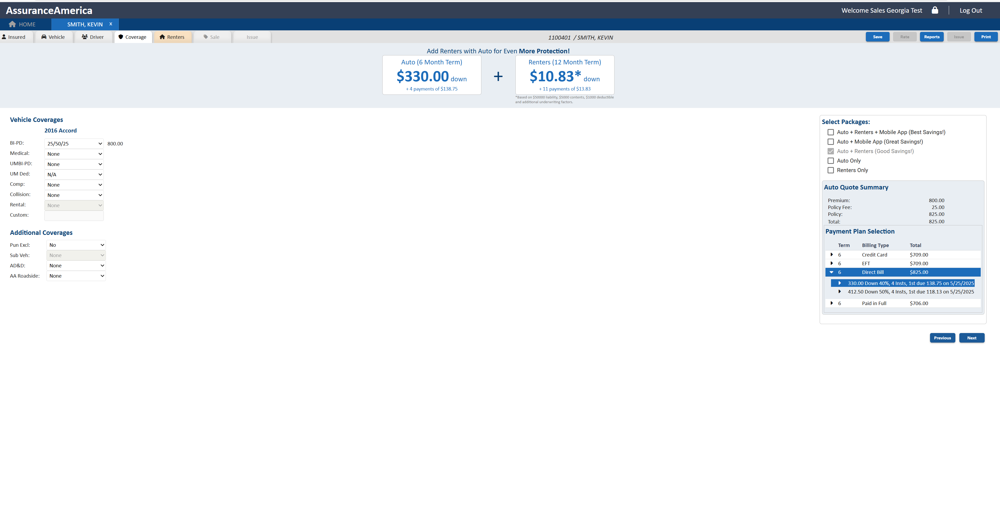 AssuranceAmerica
Welcome Sales Georgia Test
Log Out
HOME
SMITH, KEVIN x
Insured
Vehicle
Driver
Coverage
Renters
Sale
Issue
1100401 / SMITH, KEVIN
Save
Rate
Reports
Issue
Print
Add Renters with Auto for Even More Protection!
Auto (6 Month Term)
$330.00 down
+ 4 payments of $138.75
+
Renters (12 Month Term)
$10.83* down
+ 11 payments of $13.83
*Based on $50000 liability, $5000 contents, $1000 deductible
and additional underwriting factors.
Vehicle Coverages
2016 Accord
BI-PD: 25/50/25 800.00
Medical: None
UMBI-PD: None
UM Ded: N/A
Comp: None
Collision: None
Rental: None
Custom:
Additional Coverages
Pun Excl: No
Sub Veh: None
AD&D: None
AA Roadside: None
Select Packages:
Auto + Renters + Mobile App (Best Savings!)
Auto + Mobile App (Great Savings!)
Auto + Renters (Good Savings!)
Auto Only
Renters Only
Auto Quote Summary
Premium: 800.00
Policy Fee: 25.00
Policy: 825.00
Total: 825.00
Payment Plan Selection
Term Billing Type Total
6 Credit Card $709.00
6 EFT $709.00
6 Direct Bill $825.00
330.00 Down 40%, 4 Insts, 1st due 138.75 on 5/25/2025
412.50 Down 50%, 4 Insts, 1st due 118.13 on 5/25/2025
6 Paid in Full $706.00
Previous
Next